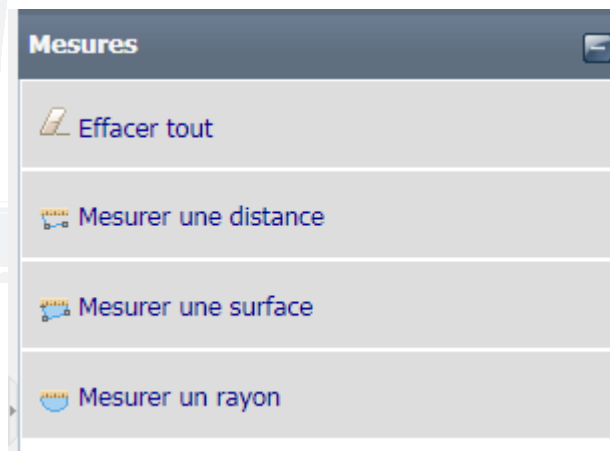 Mesures
Effacer tout
Mesurer une distance
Mesurer une surface
Mesurer un rayon